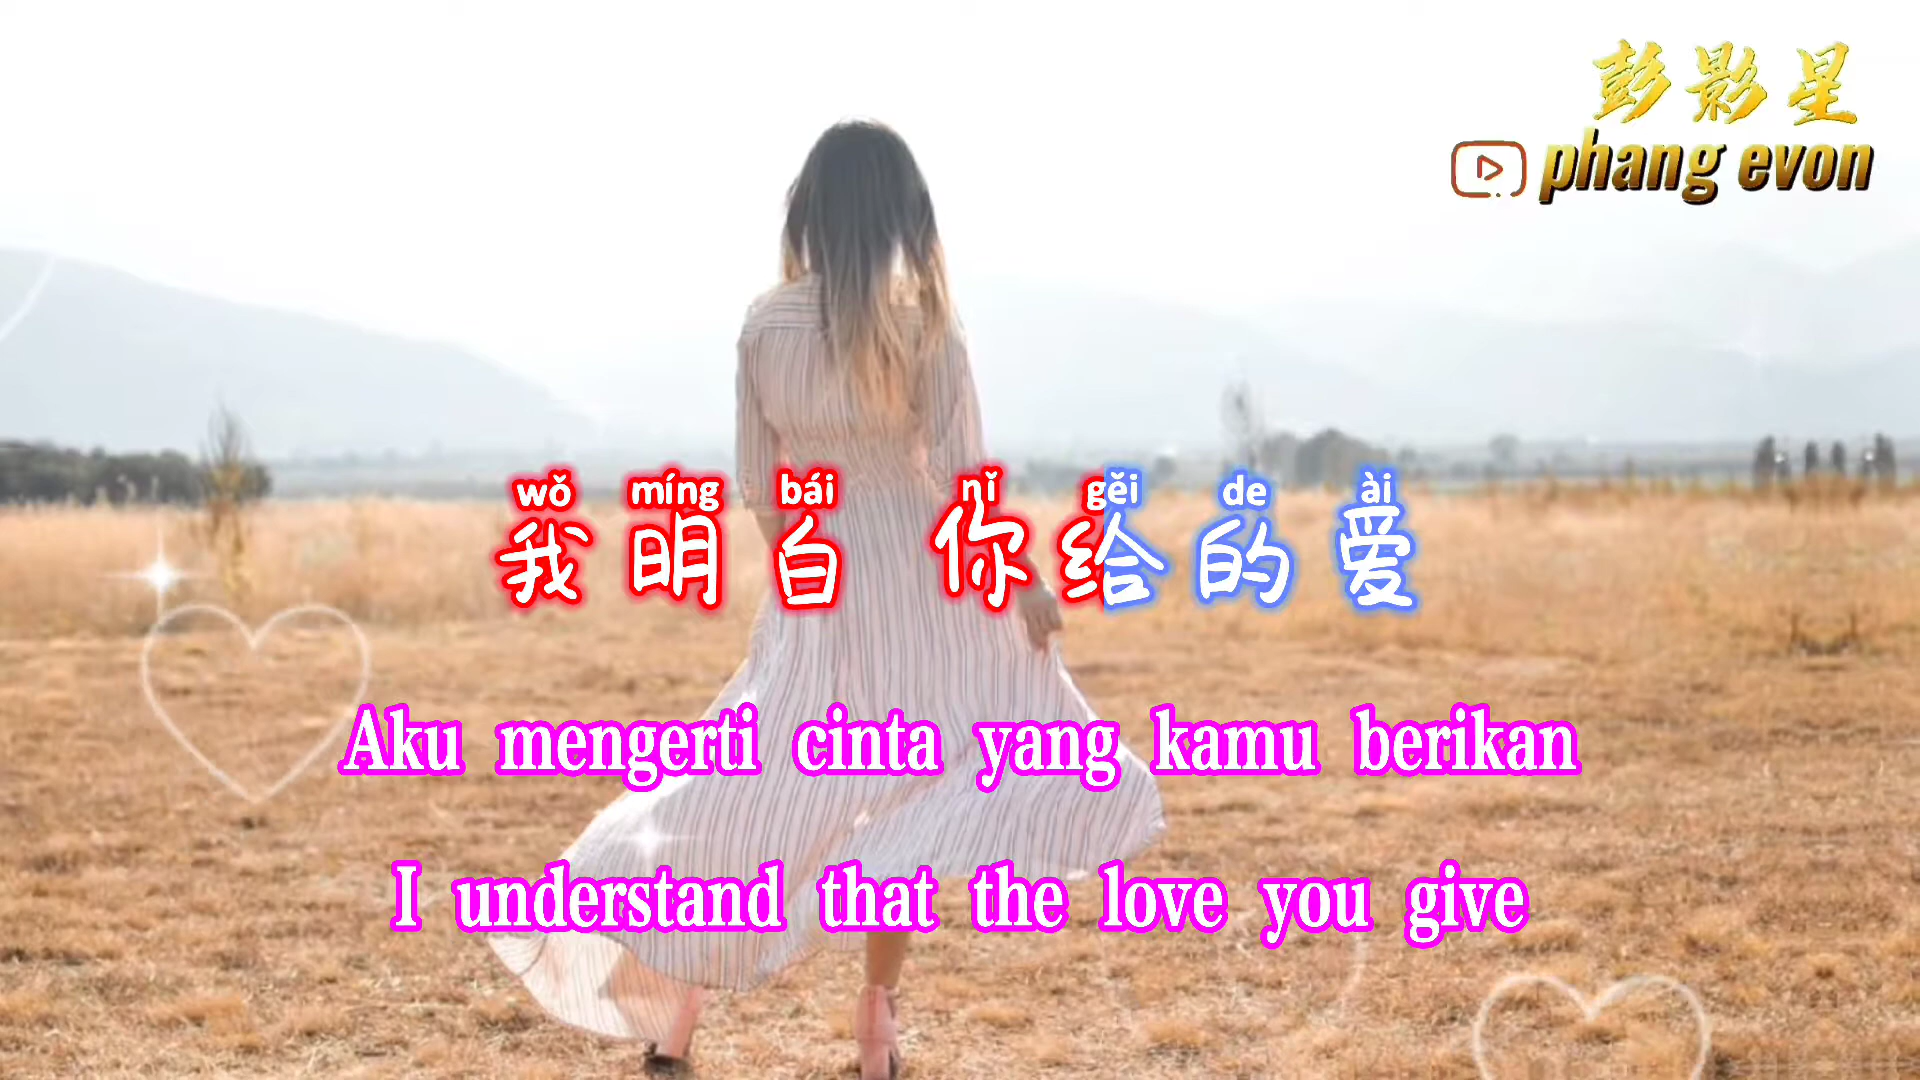 彭影星
phang evon
wǒ míng bái nǐ gěi de ài
我明白 你给的爱
Aku mengerti cinta yang kamu berikan
I understand that the love you give